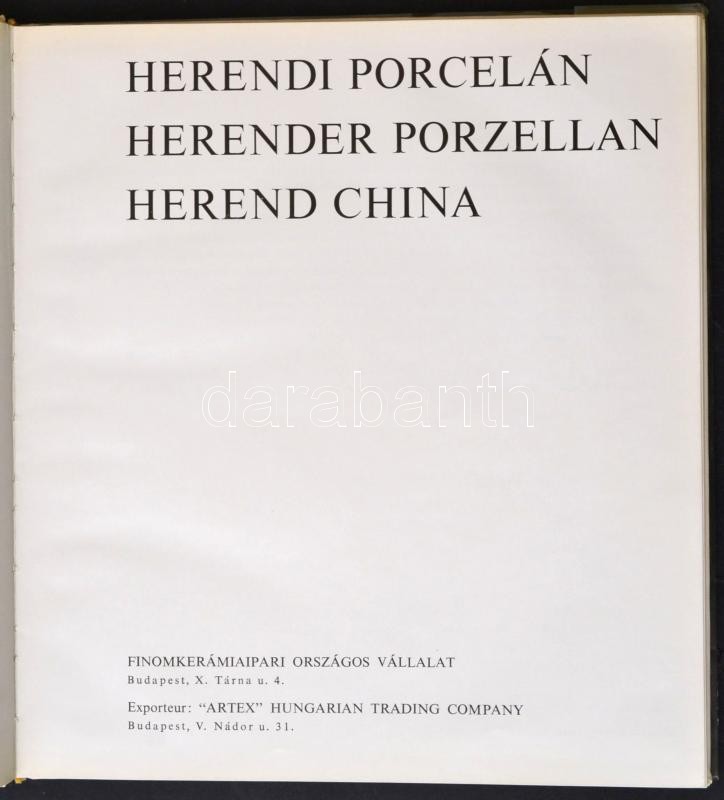 HERENDI PORCELÁN
HERENDER PORZELLAN
HEREND CHINA
darabanth
FINOMKERÁMIAIPARI ORSZÁGOS VÁLLALAT
Budapest, X. Tárna u. 4.
Exporteur: “ARTEX” HUNGARIAN TRADING COMPANY
Budapest, V. Nádor u. 31.